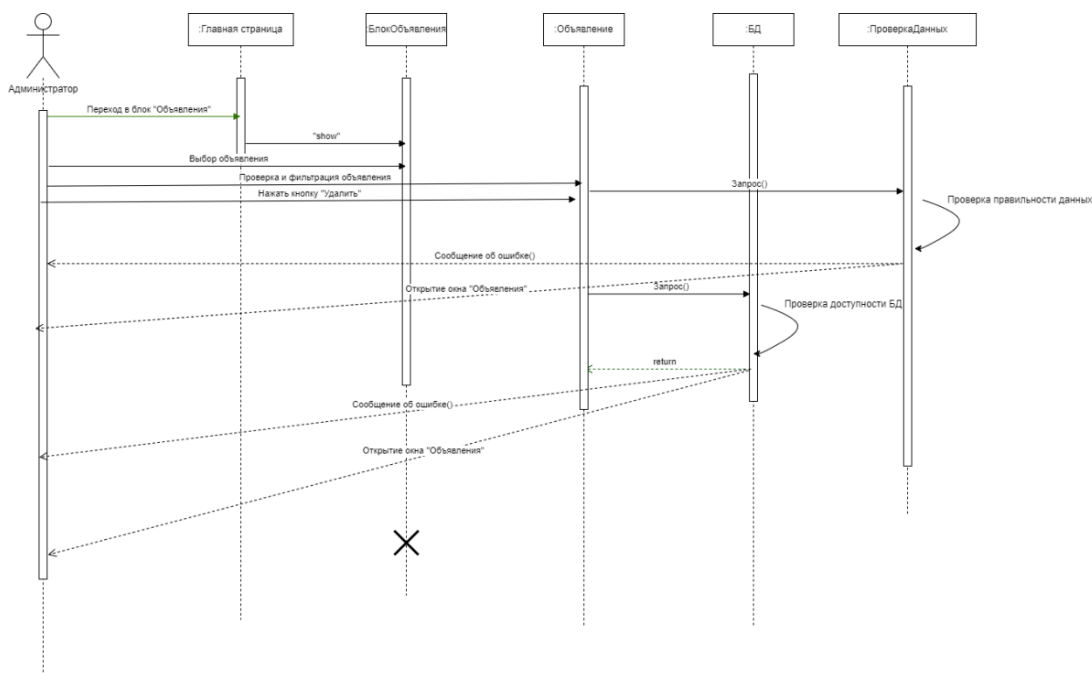 :Главная страница
:БлокОбъявления
:Объявление
:БД
:ПроверкаДанных
Администратор
Переход в блок "Объявления"
"show"
Выбор объявления
Проверка и фильтрация объявления
Запрос()
Нажать кнопку "Удалить"
Проверка правильности данных
Сообщение об ошибке()
Открытие окна "Объявления"
Запрос()
Проверка доступности БД
return
Сообщение об ошибке()
Открытие окна "Объявления"